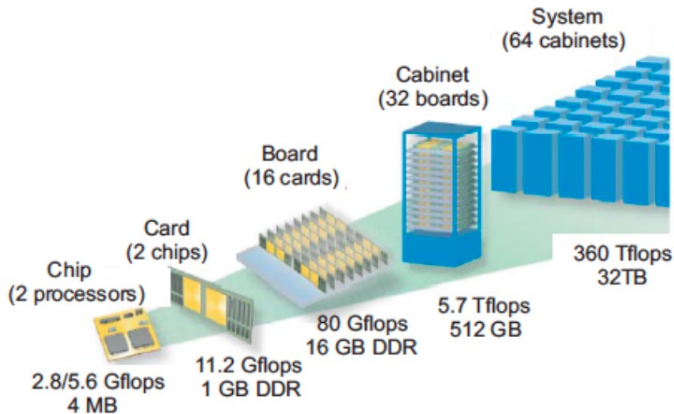 System
(64 cabinets)
Cabinet
(32 boards)
Board
(16 cards)
Card
(2 chips)
Chip
(2 processors)
360 Tflops
32TB
5.7 Tflops
512 GB
80 Gflops
16 GB DDR
11.2 Gflops
1 GB DDR
2.8/5.6 Gflops
4 MB